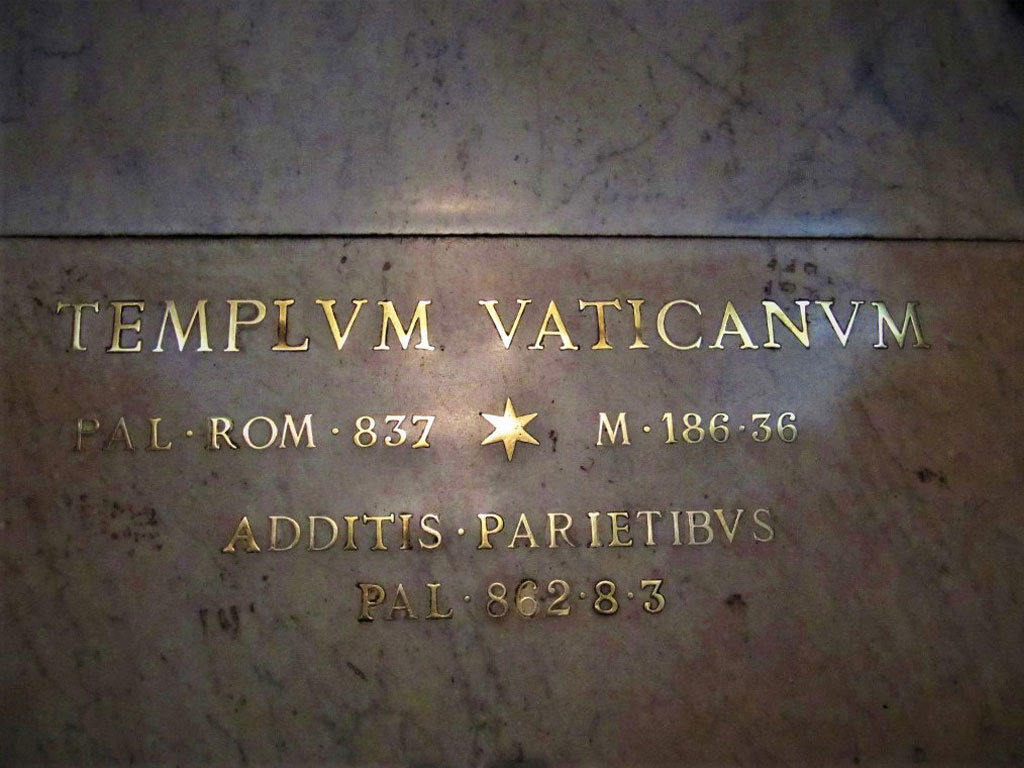 TEMPLVM VATICANVM
PAL·ROM·837 ★ M·186·36
ADDITIS·PARIETIBVS
PAL·862·8·3